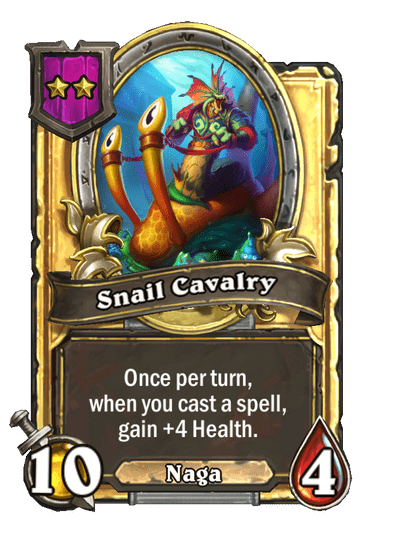 Snail Cavalry
Once per turn,
when you cast a spell,
gain +4 Health.
10
Naga
4